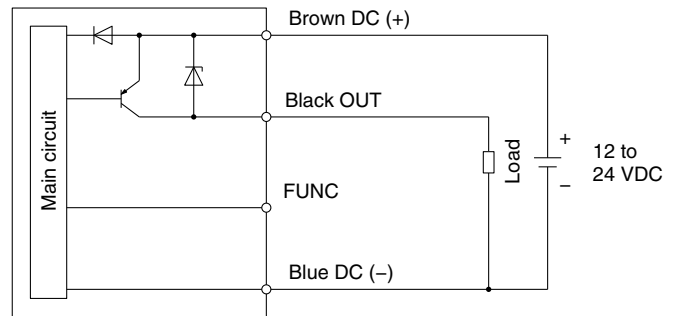 Brown DC (+)
Main circuit
Black OUT
FUNC
Blue DC (−)
Load
+
−
12 to
24 VDC